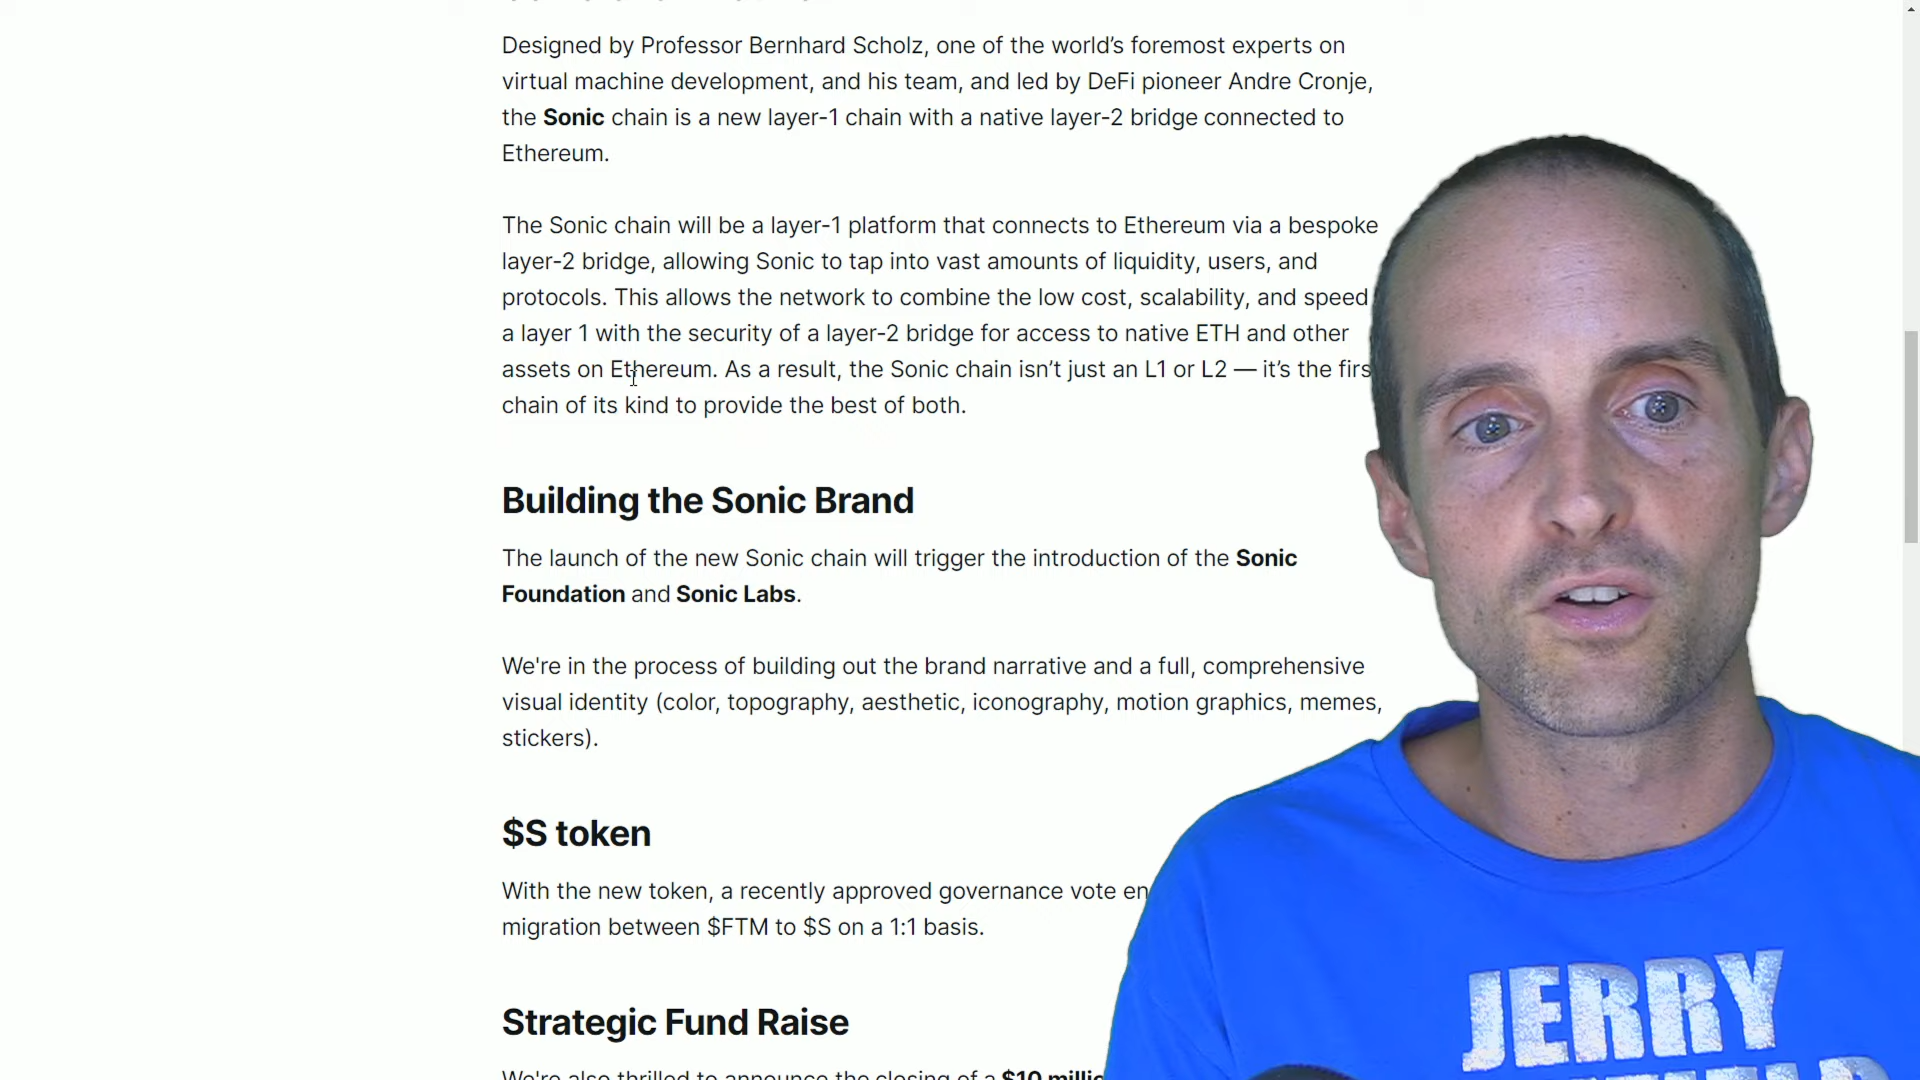 Designed by Professor Bernhard Scholz, one of the world’s foremost experts on
virtual machine development, and his team, and led by DeFi pioneer Andre Cronje,
the Sonic chain is a new layer-1 chain with a native layer-2 bridge connected to
Ethereum.
The Sonic chain will be a layer-1 platform that connects to Ethereum via a bespoke
layer-2 bridge, allowing Sonic to tap into vast amounts of liquidity, users, and
protocols. This allows the network to combine the low cost, scalability, and speed
a layer 1 with the security of a layer-2 bridge for access to native ETH and other
assets on Ethereum. As a result, the Sonic chain isn’t just an L1 or L2 — it’s the
chain of its kind to provide the best of both.
Building the Sonic Brand
The launch of the new Sonic chain will trigger the introduction of the Sonic
Foundation and Sonic Labs.
We're in the process of building out the brand narrative and a full, comprehensive
visual identity (color, topography, aesthetic, iconography, motion graphics, memes,
stickers).
$S token
With the new token, a recently approved governance vote
migration between $FTM to $S on a 1:1 basis.
Strategic Fund Raise
We're also thrilled to announce the closing of a $10
JERRY